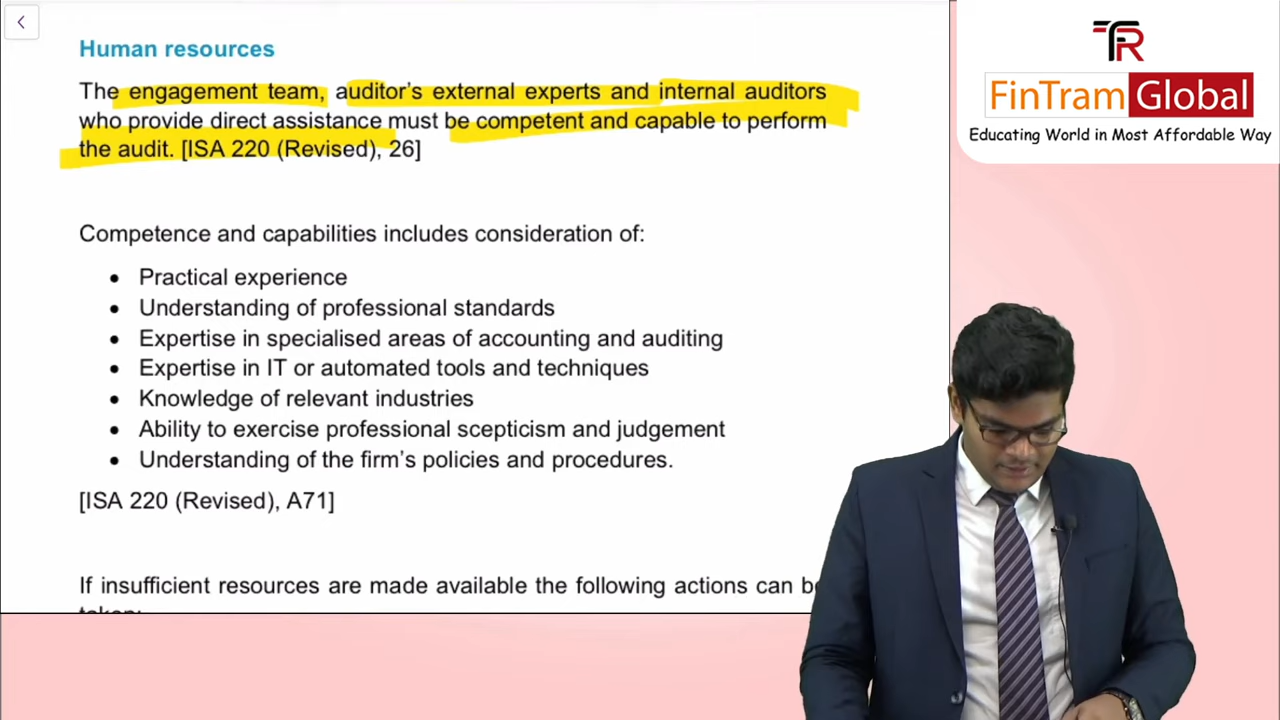 Human resources
The engagement team, auditor's external experts and internal auditors
who provide direct assistance must be competent and capable to perform
the audit. [ISA 220 (Revised), 26]
Competence and capabilities includes consideration of:
• Practical experience
• Understanding of professional standards
• Expertise in specialised areas of accounting and auditing
• Expertise in IT or automated tools and techniques
• Knowledge of relevant industries
• Ability to exercise professional scepticism and judgement
• Understanding of the firm's policies and procedures.
[ISA 220 (Revised), A71]
If insufficient resources are made available the following actions can be
TR
FinTram Global
Educating World in Most Affordable Way